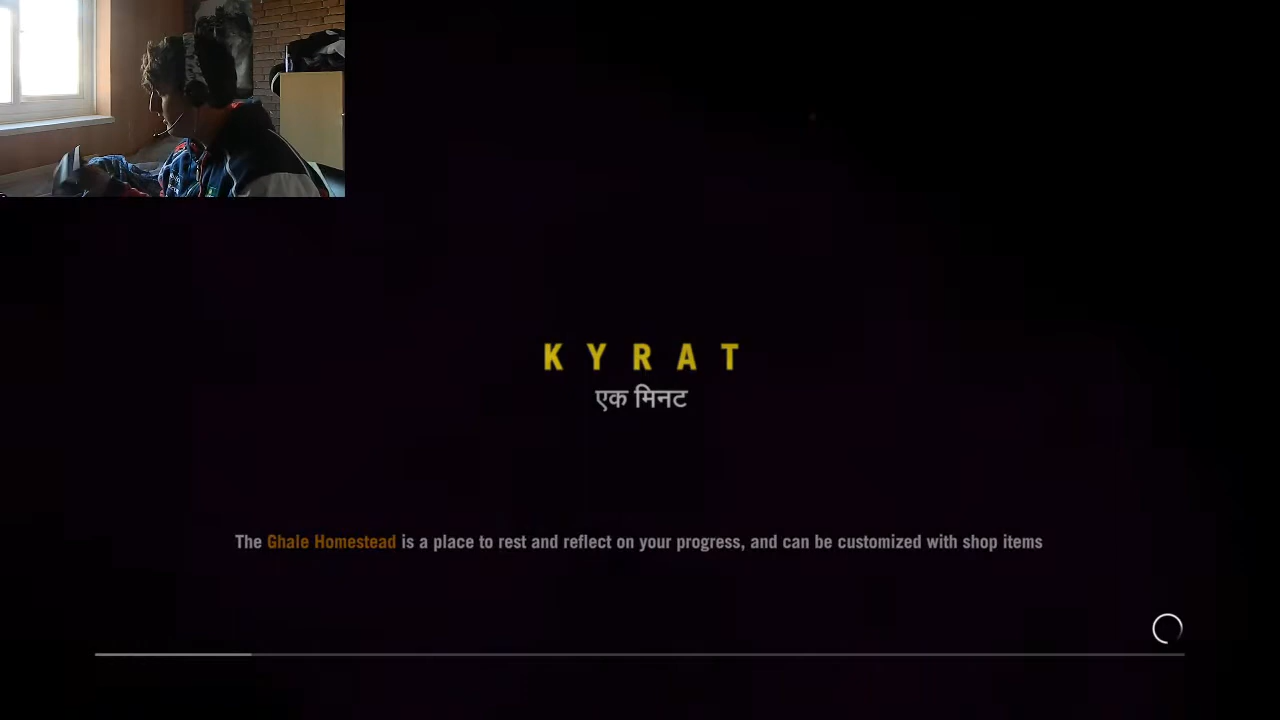 KYRAT
एक मिनट
The Ghale Homestead is a place to rest and reflect on your progress, and can be customized with shop items